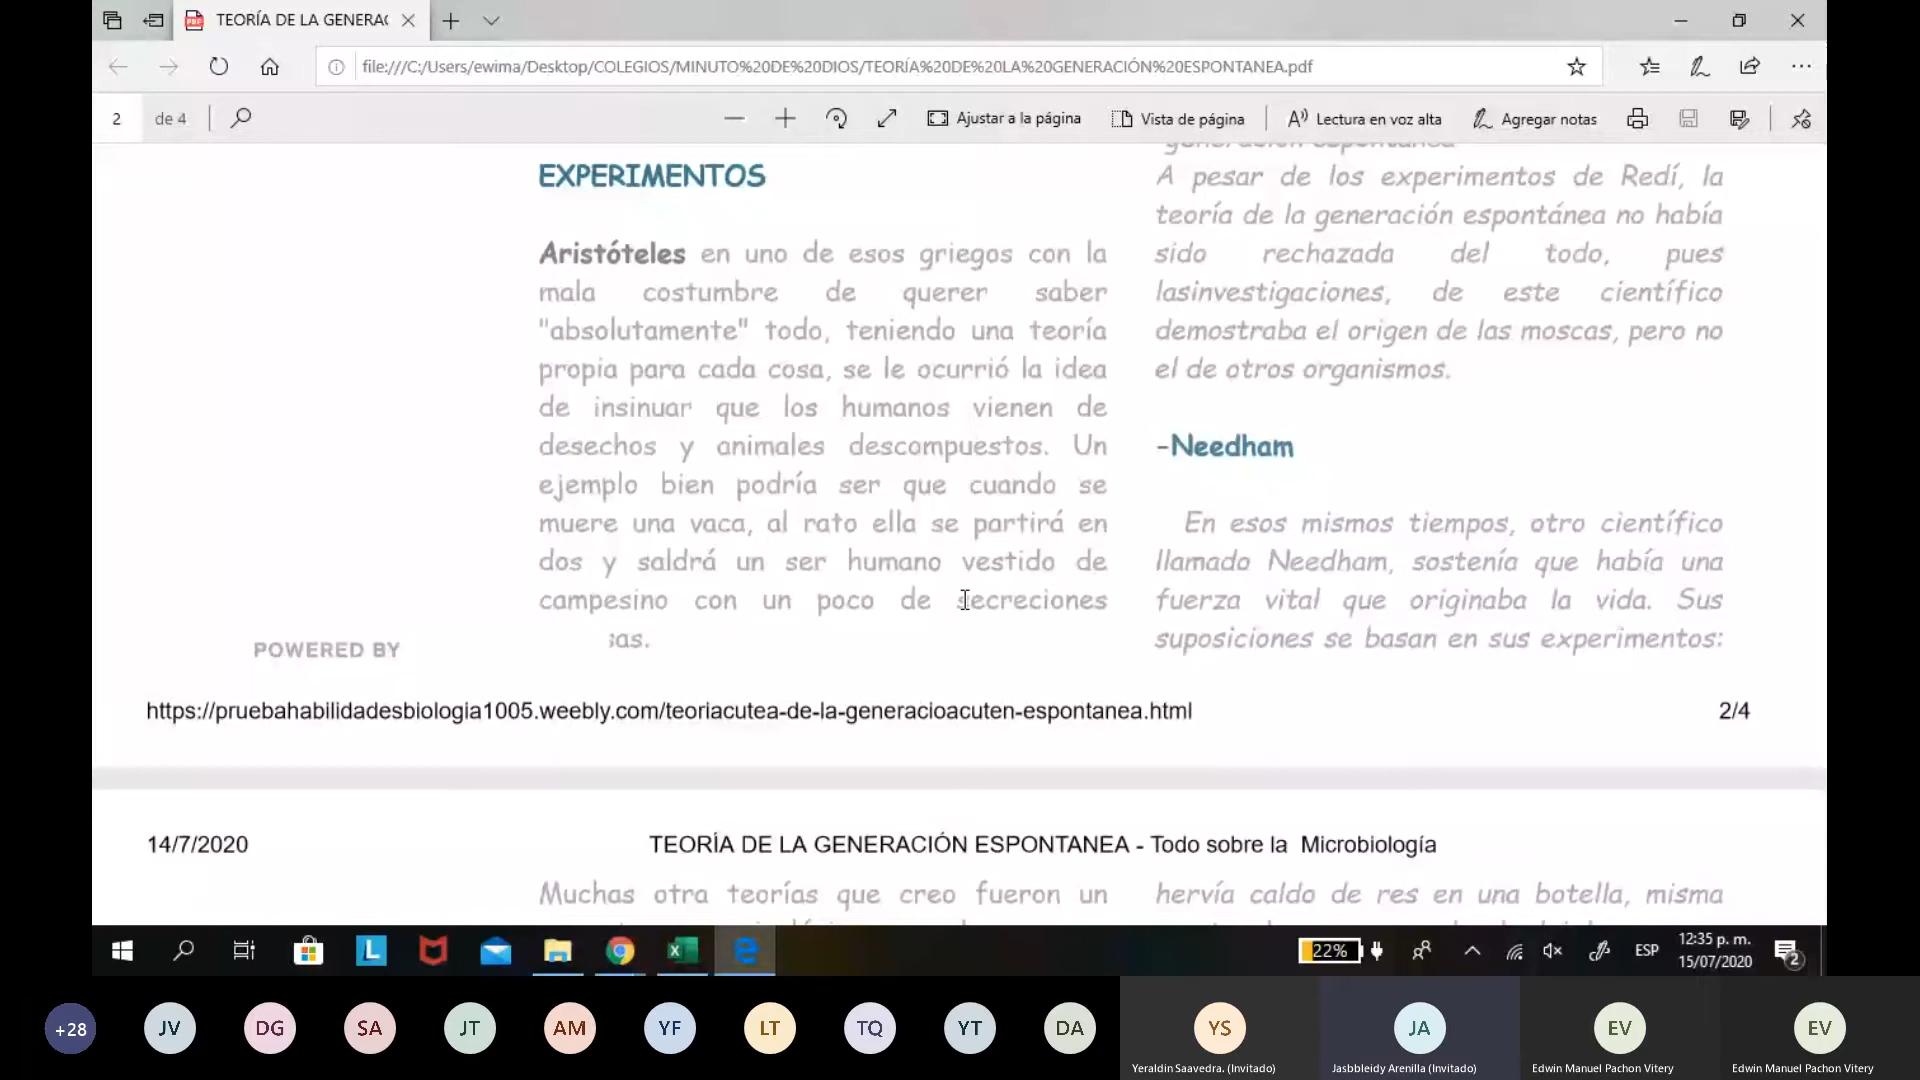 TEORÍA DE LA GENERAC
file:///C:/Users/ewima/Desktop/COLEGIOS/MINUTO%20DE%20DIOS/TEORÍA%20DE%20LA%20GENERACIÓN%20ESPONTANEA.pdf
2 de 4
Ajustar a la página
Vista de página
Lectura en voz alta
Agregar notas
EXPERIMENTOS
Aristóteles en uno de esos griegos con la
mala costumbre de querer saber
"absolutamente" todo, teniendo una teoría
propia para cada cosa, se le ocurrió la idea
de insinuar que los humanos vienen de
desechos y animales descompuestos. Un
ejemplo bien podría ser que cuando se
muere una vaca, al rato ella se partirá en
dos y saldrá un ser humano vestido de
campesino con un poco de secreciones
sas.
POWERED BY
generación espontánea
A pesar de los experimentos de Redí, la
teoría de la generación espontánea no había
sido rechazada del todo, pues
lasinvestigaciones, de este científico
demostraba el origen de las moscas, pero no
el de otros organismos.
-Needham
En esos mismos tiempos, otro científico
llamado Needham, sostenía que había una
fuerza vital que originaba la vida. Sus
suposiciones se basan en sus experimentos:
https://pruebahabilidadesbiologia1005.weebly.com/teoriacutea-de-la-generacioacuten-espontanea.html
2/4
14/7/2020
TEORÍA DE LA GENERACIÓN ESPONTANEA - Todo sobre la Microbiología
Muchas otra teorías que creo fueron un
hervía caldo de res en una botella, misma
22%
ESP
12:35 p. m.
15/07/2020
2
+28
JV
DG
SA
JT
AM
YF
LT
TQ
YT
DA
YS
JA
EV
EV
Yeraldin Saavedra. (Invitado)
Jasbbleidy Arenilla (Invitado)
Edwin Manuel Pachon Vitery
Edwin Manuel Pachon Vitery